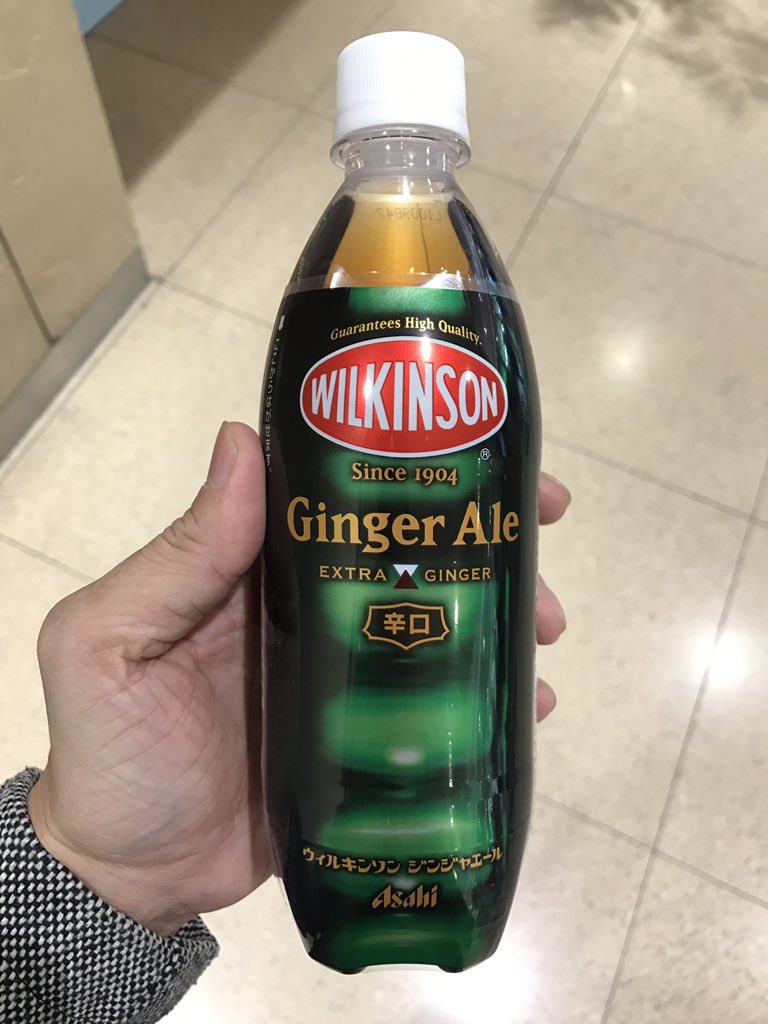 Guarantees High Quality.
WILKINSON
®
Since 1904
Ginger Ale
EXTRA GINGER
辛口
ウィルキンソン ジンジャエール
Asahi